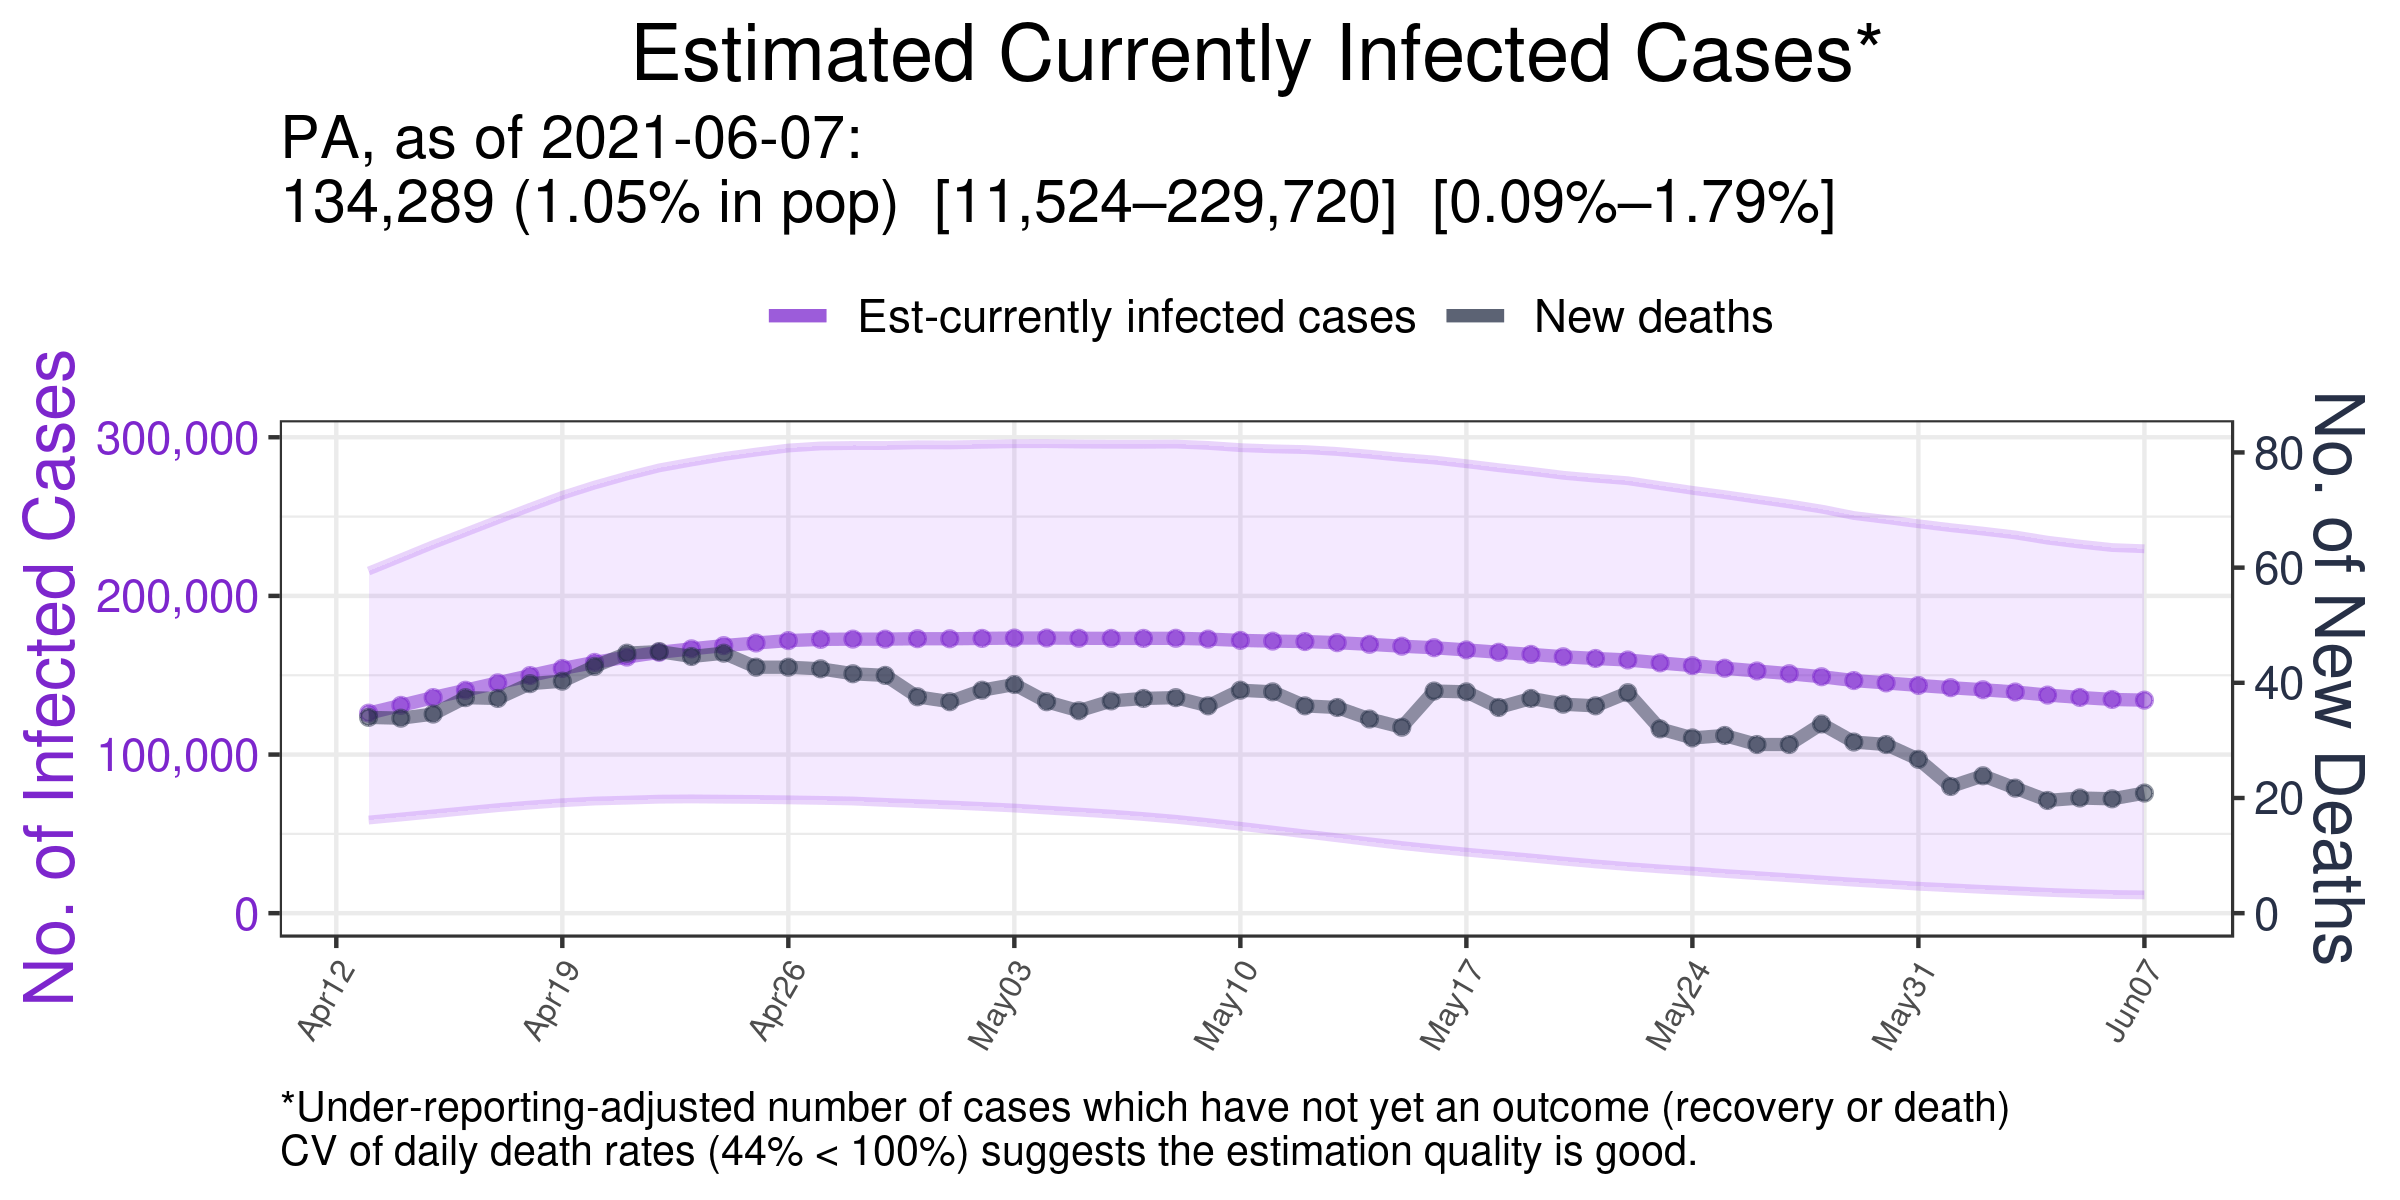 Estimated Currently Infected Cases*
PA, as of 2021-06-07:
134,289 (1.05% in pop)  [11,524–229,720]  [0.09%–1.79%]
Est-currently infected cases
New deaths
No. of Infected Cases
300,000
200,000
100,000
0
No. of New Deaths
80
60
40
20
0
Apr12
Apr19
Apr26
May03
May10
May17
May24
May31
Jun07
*Under-reporting-adjusted number of cases which have not yet an outcome (recovery or death)
CV of daily death rates (44% < 100%) suggests the estimation quality is good.